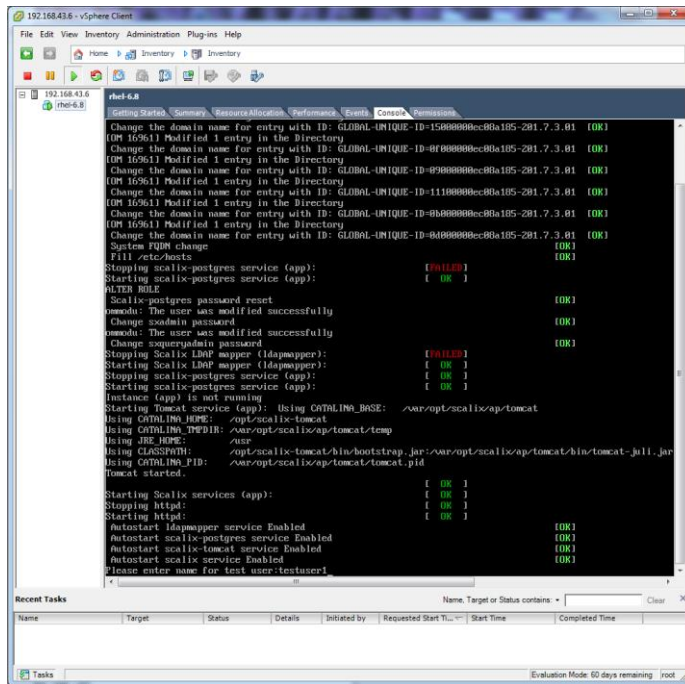 192.168.43.6 - vSphere Client
File Edit View Inventory Administration Plug-ins Help
Home Inventory Inventory
192.168.43.6
rhel-6.8
rhel-6.8
Getting Started Summary Resource Allocation Performance Events Console Permissions
Change the domain name for entry with ID: GLOBAL-UNIQUE-ID=15000000ec08a185-201.7.3.01 [OK]
[OM 16961] Modified 1 entry in the Directory
Change the domain name for entry with ID: GLOBAL-UNIQUE-ID=0f000000ec08a185-201.7.3.01 [OK]
[OM 16961] Modified 1 entry in the Directory
Change the domain name for entry with ID: GLOBAL-UNIQUE-ID=09000000ec08a185-201.7.3.01 [OK]
[OM 16961] Modified 1 entry in the Directory
Change the domain name for entry with ID: GLOBAL-UNIQUE-ID=11100000ec08a185-201.7.3.01 [OK]
[OM 16961] Modified 1 entry in the Directory
Change the domain name for entry with ID: GLOBAL-UNIQUE-ID=0b000000ec08a185-201.7.3.01 [OK]
[OM 16961] Modified 1 entry in the Directory
Change the domain name for entry with ID: GLOBAL-UNIQUE-ID=0d000000ec08a185-201.7.3.01 [OK]
System FQDN change [OK]
Fill /etc/hosts [OK]
Stopping scalix-postgres service (app): [FAILED]
Starting scalix-postgres service (app): [ OK ]
ALTER ROLE
Scalix-postgres password reset [OK]
ommodu: The user was modified successfully
Change sxadmin password [OK]
ommodu: The user was modified successfully
Change sxqueryadmin password [OK]
Stopping Scalix LDAP mapper (ldapmapper): [FAILED]
Starting Scalix LDAP mapper (ldapmapper): [ OK ]
Stopping scalix-postgres service (app): [ OK ]
Starting scalix-postgres service (app): [ OK ]
Instance (app) is not running
Starting Tomcat service (app): Using CATALINA_BASE: /var/opt/scalix/ap/tomcat
Using CATALINA_HOME: /opt/scalix-tomcat
Using CATALINA_TMPDIR: /var/opt/scalix/ap/tomcat/temp
Using JRE_HOME: /usr
Using CLASSPATH: /opt/scalix-tomcat/bin/bootstrap.jar:/var/opt/scalix/ap/tomcat/bin/tomcat-juli.jar
Using CATALINA_PID: /var/opt/scalix/ap/tomcat/tomcat.pid
Tomcat started.
[ OK ]
Starting Scalix services (app): [ OK ]
Stopping httpd: [ OK ]
Starting httpd: [ OK ]
Autostart ldapmapper service Enabled [OK]
Autostart scalix-postgres service Enabled [OK]
Autostart scalix-tomcat service Enabled [OK]
Autostart scalix service Enabled [OK]
Please enter name for test user:testuser1_
Recent Tasks Name, Target or Status contains: Clear
Name Target Status Details Initiated by Requested Start Ti... Start Time Completed Time
Tasks Evaluation Mode: 60 days remaining root